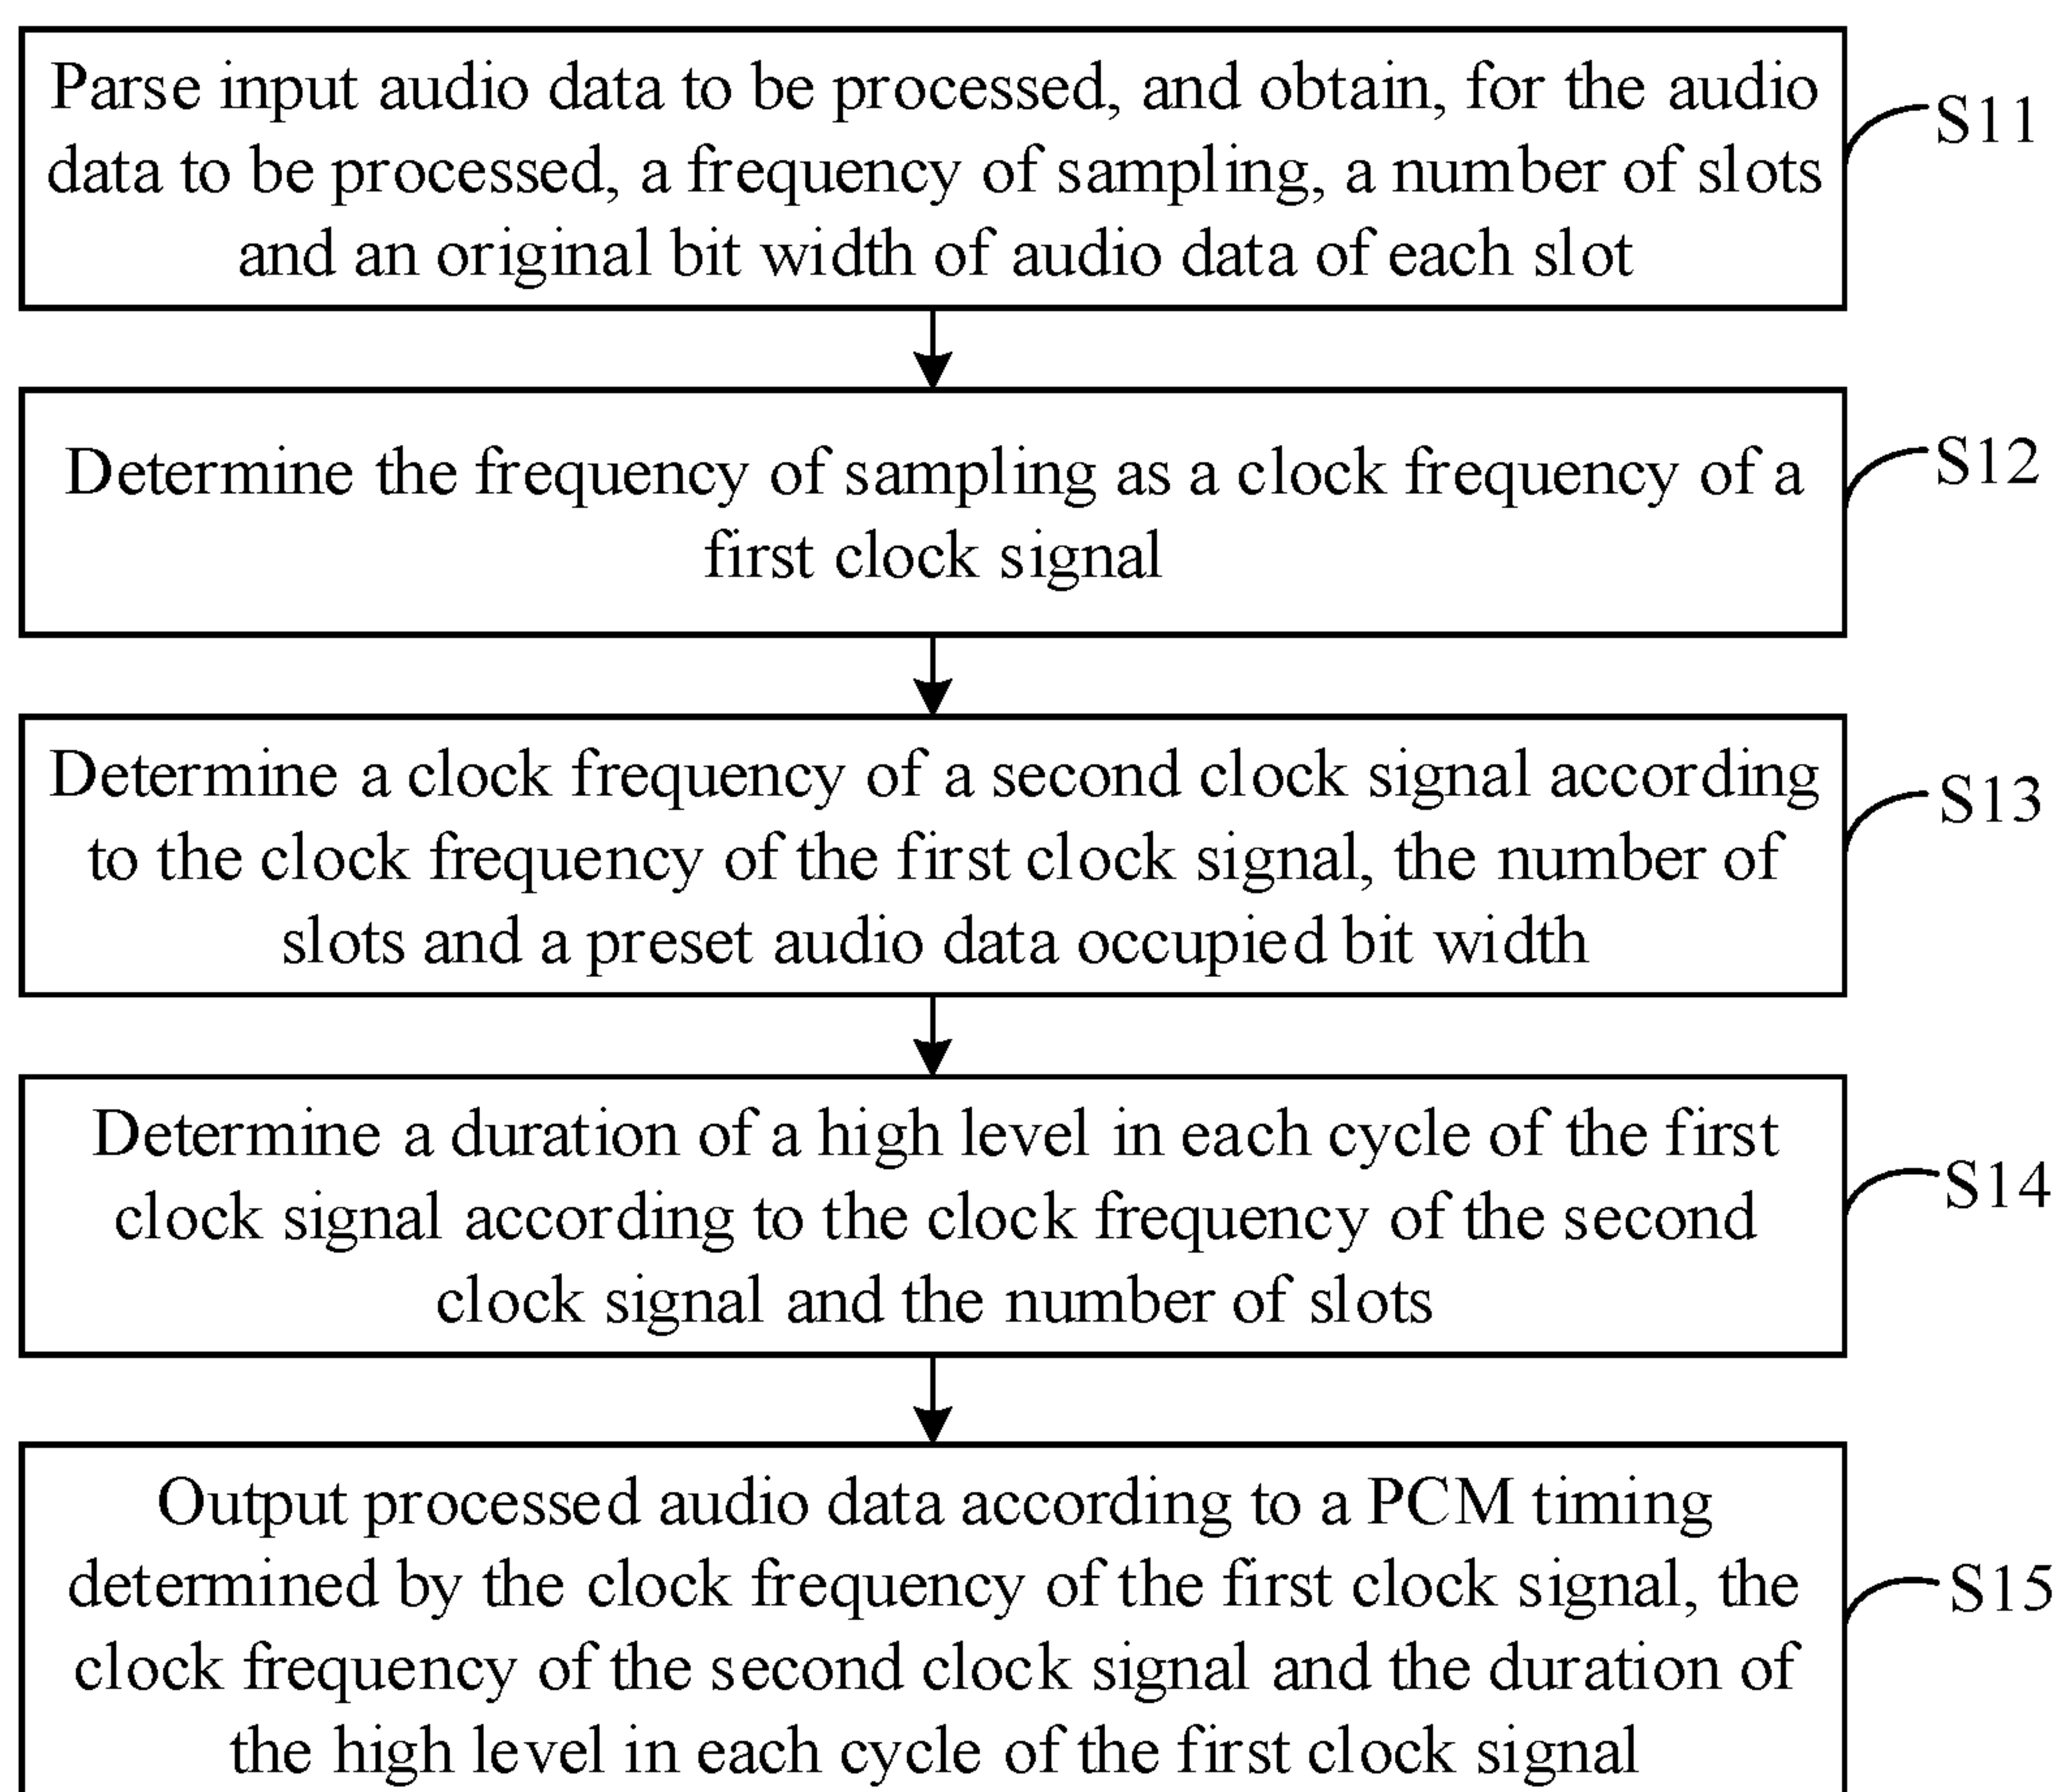 Parse input audio data to be processed, and obtain, for the audio
data to be processed, a frequency of sampling, a number of slots
and an original bit width of audio data of each slot
S11
Determine the frequency of sampling as a clock frequency of a
first clock signal
S12
Determine a clock frequency of a second clock signal according
to the clock frequency of the first clock signal, the number of
slots and a preset audio data occupied bit width
S13
Determine a duration of a high level in each cycle of the first
clock signal according to the clock frequency of the second
clock signal and the number of slots
S14
Output processed audio data according to a PCM timing
determined by the clock frequency of the first clock signal, the
clock frequency of the second clock signal and the duration of
the high level in each cycle of the first clock signal
S15